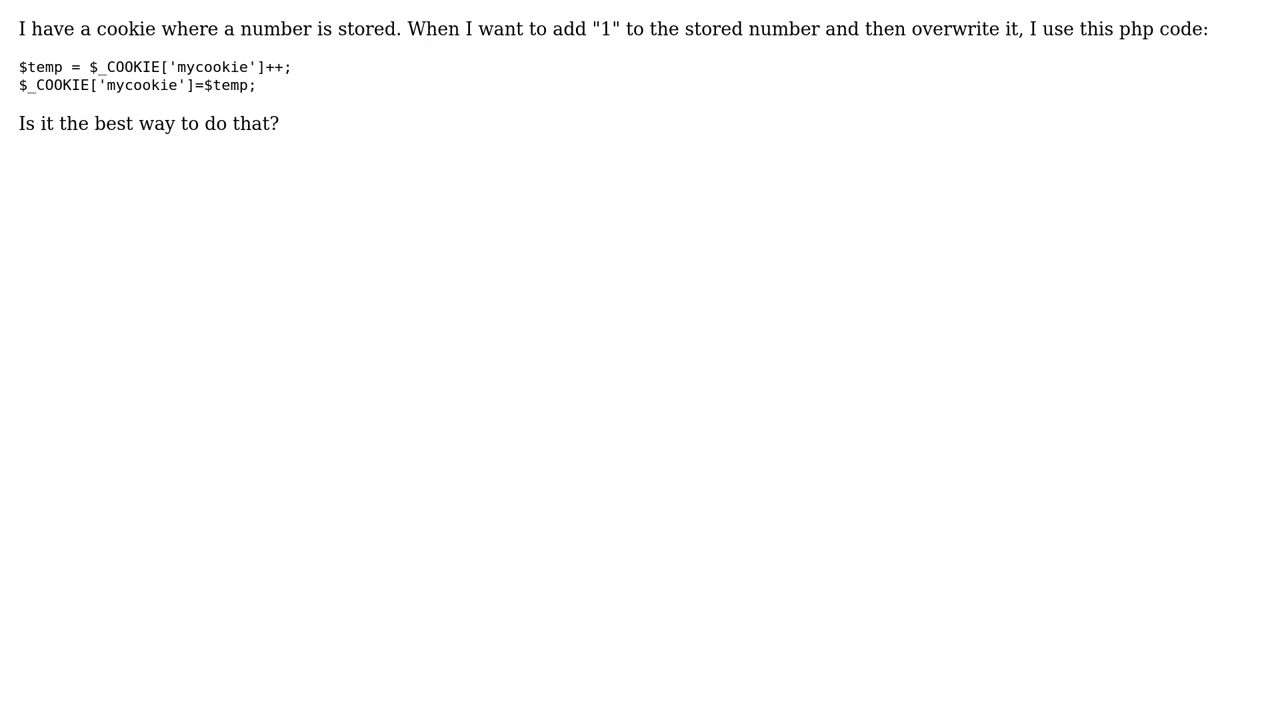 I have a cookie where a number is stored. When I want to add "1" to the stored number and then overwrite it, I use this php code:
$temp = $_COOKIE['mycookie']++;
$_COOKIE['mycookie']=$temp;
Is it the best way to do that?